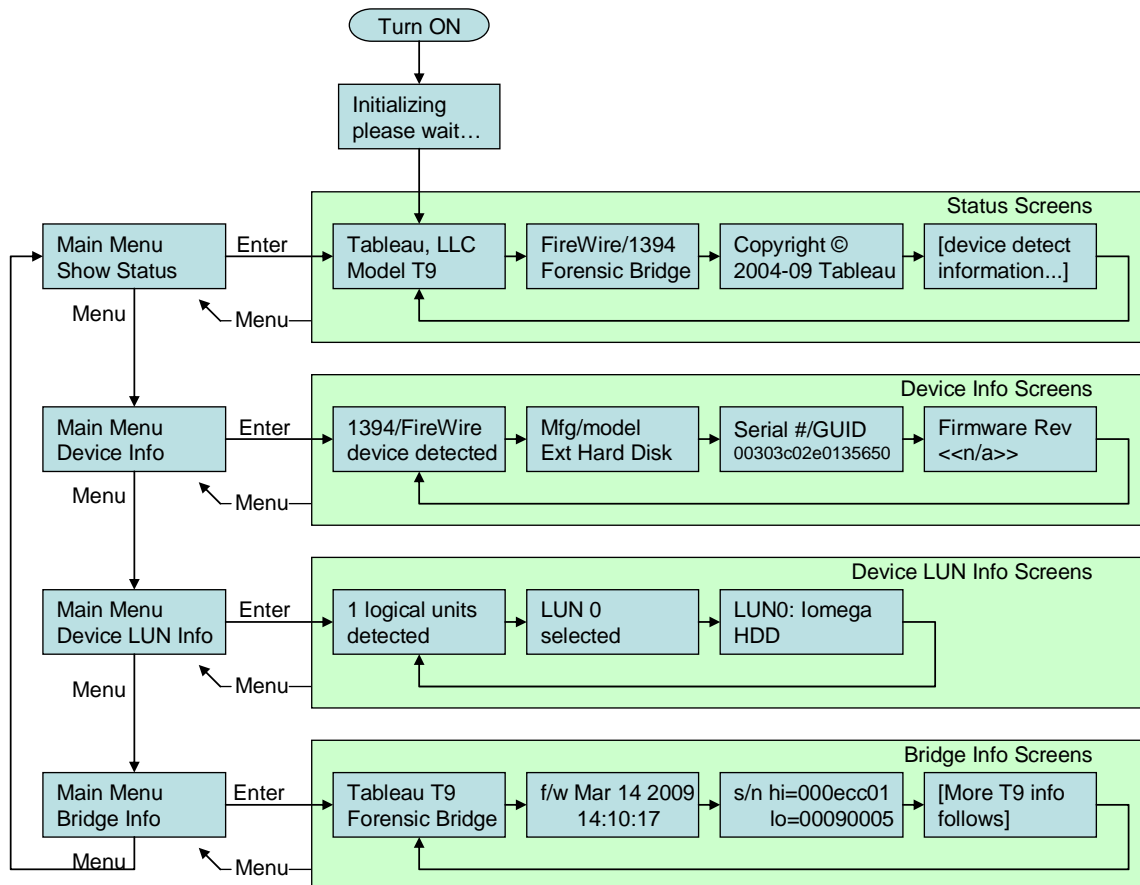 Turn ON
Initializing
please wait…
Status Screens
Main Menu
Show Status
Enter
Tableau, LLC
Model T9
FireWire/1394
Forensic Bridge
Copyright ©
2004-09 Tableau
[device detect
information...]
Menu
Menu
Device Info Screens
Main Menu
Device Info
Enter
1394/FireWire
device detected
Mfg/model
Ext Hard Disk
Serial #/GUID
00303c02e0135650
Firmware Rev
<<n/a>>
Menu
Menu
Device LUN Info Screens
Main Menu
Device LUN Info
Enter
1 logical units
detected
LUN 0
selected
LUN0: Iomega
HDD
Menu
Menu
Bridge Info Screens
Main Menu
Bridge Info
Enter
Tableau T9
Forensic Bridge
f/w Mar 14 2009
14:10:17
s/n hi=000ecc01
lo=00090005
[More T9 info
follows]
Menu
Menu